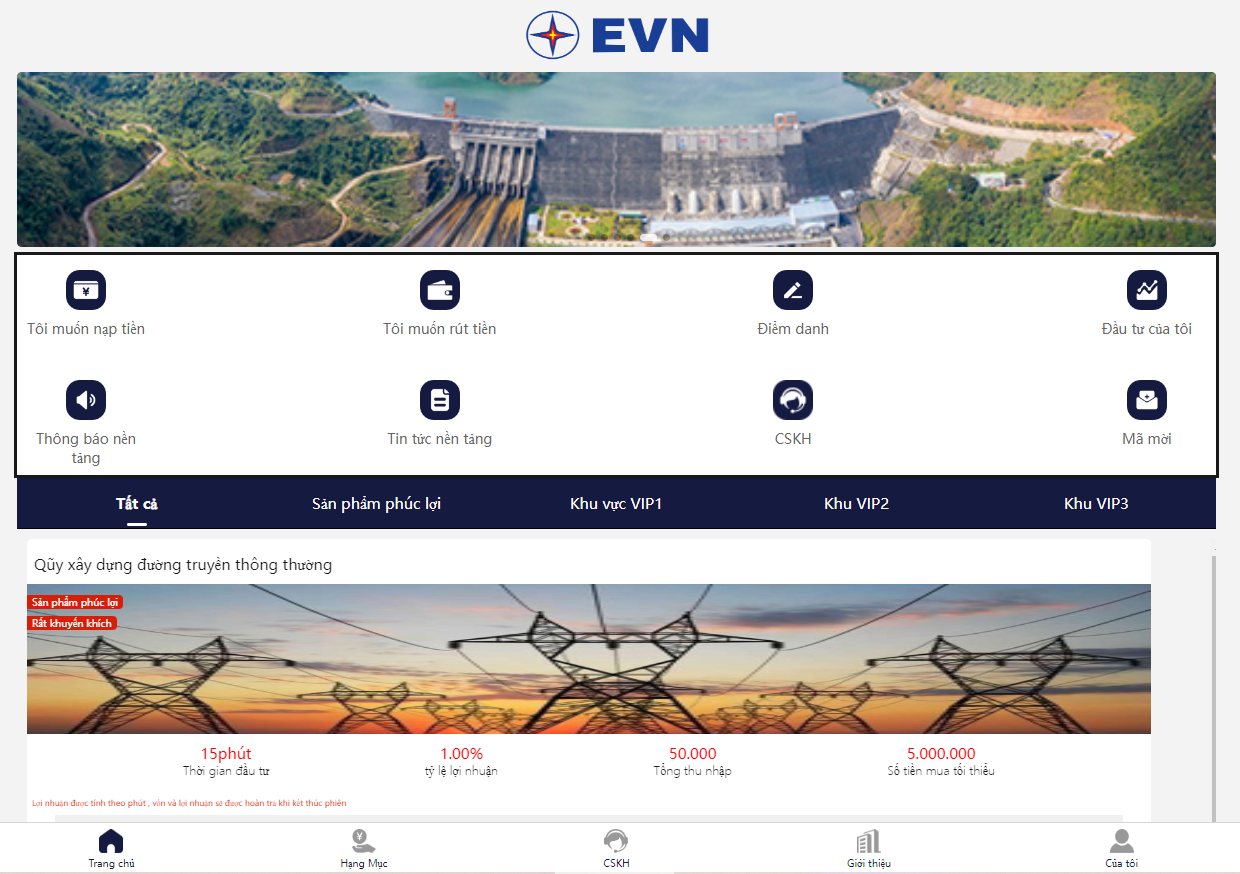 EVN
Tôi muốn nạp tiền
Tôi muốn rút tiền
Điểm danh
Đầu tư của tôi
Thông báo nền
tảng
Tin tức nền tảng
CSKH
Mã mời
Tất cả
Sản phẩm phúc lợi
Khu vực VIP1
Khu VIP2
Khu VIP3
Qũy xây dựng đường truyền thông thường
Sản phẩm phúc lợi
Rất khuyến khích
15phút
1.00%
50.000
5.000.000
Thời gian đầu tư
tỷ lệ lợi nhuận
Tổng thu nhập
Số tiền mua tối thiểu
Lợi nhuận được tính theo phút , vốn và lợi nhuận sẽ được hoàn trả khi kết thúc phiên
Trang chủ
Hạng Mục
CSKH
Giới thiệu
Của tôi